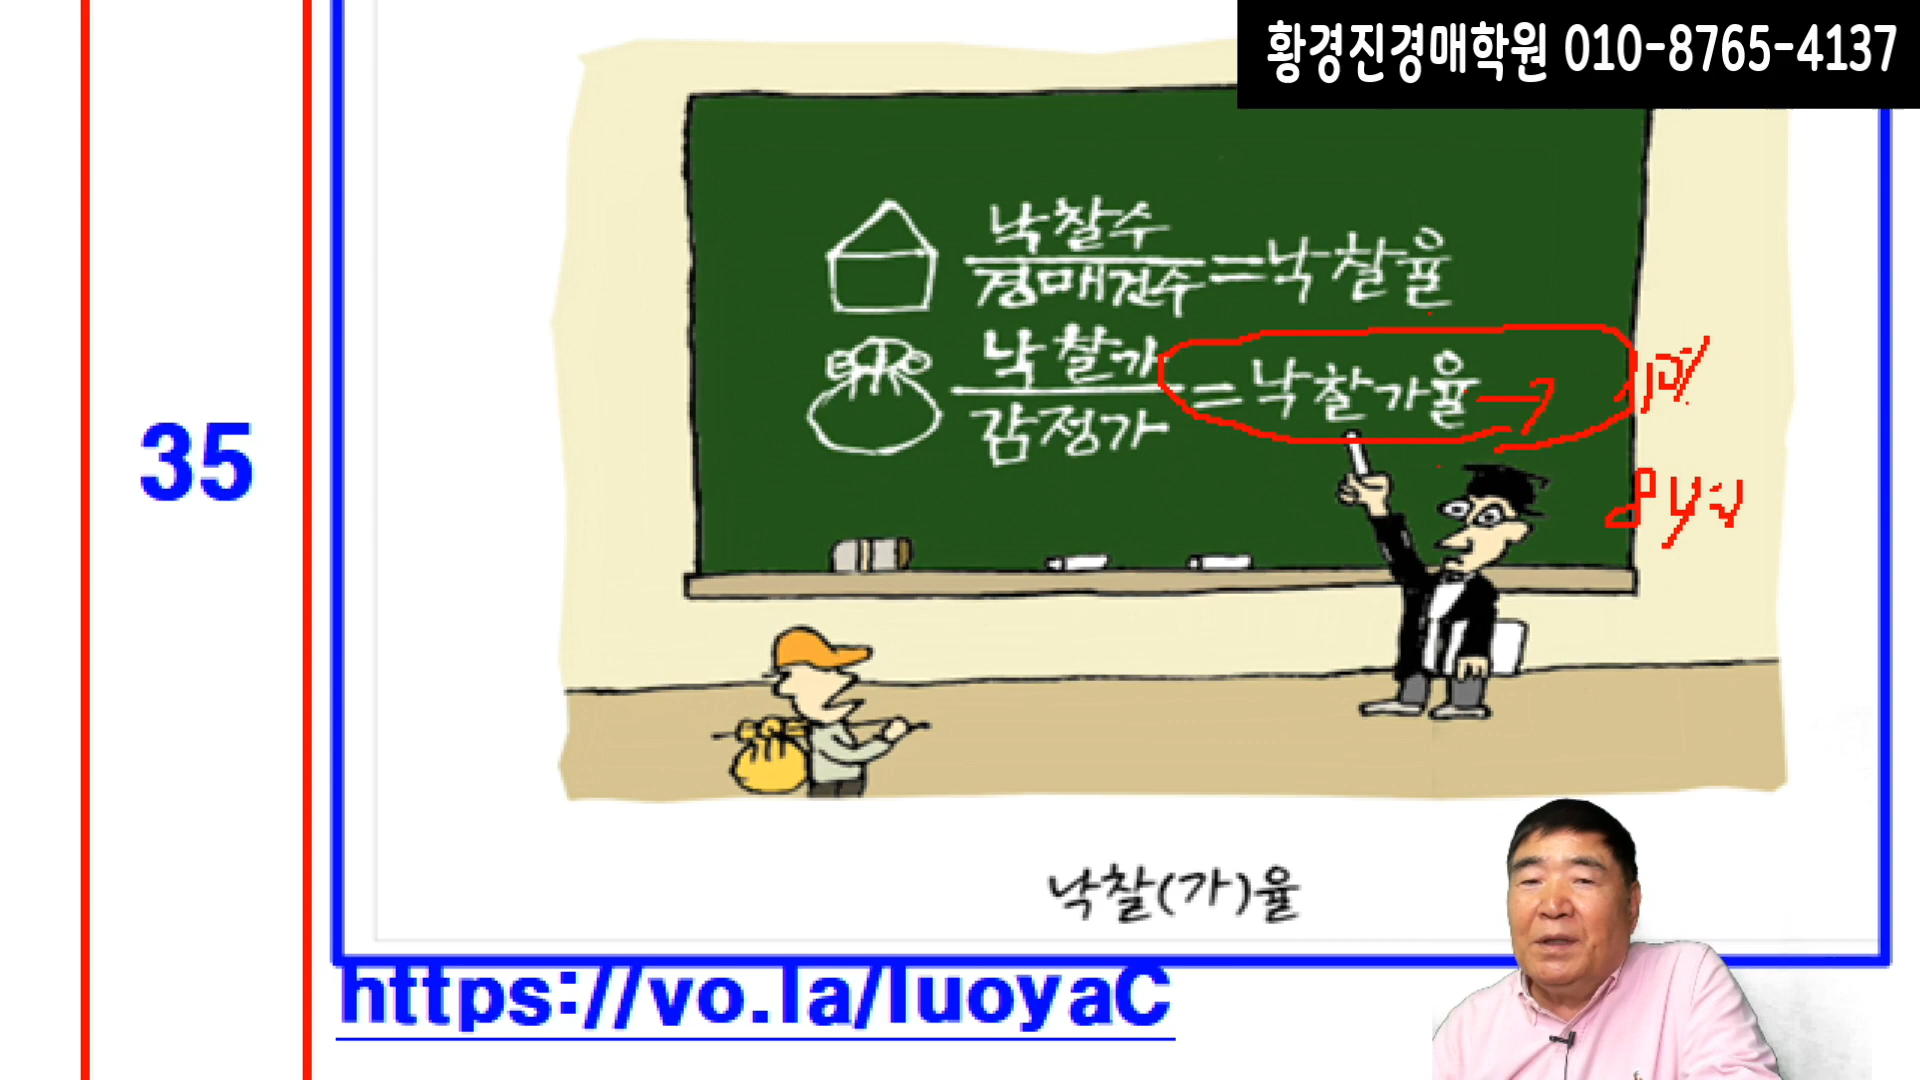 황경진경매학원 010-8765-4137
낙찰수
경매건수
=낙찰율
낙찰가
감정가
=낙찰가율
35
낙찰(가)율
https://vo.la/IuoyaC